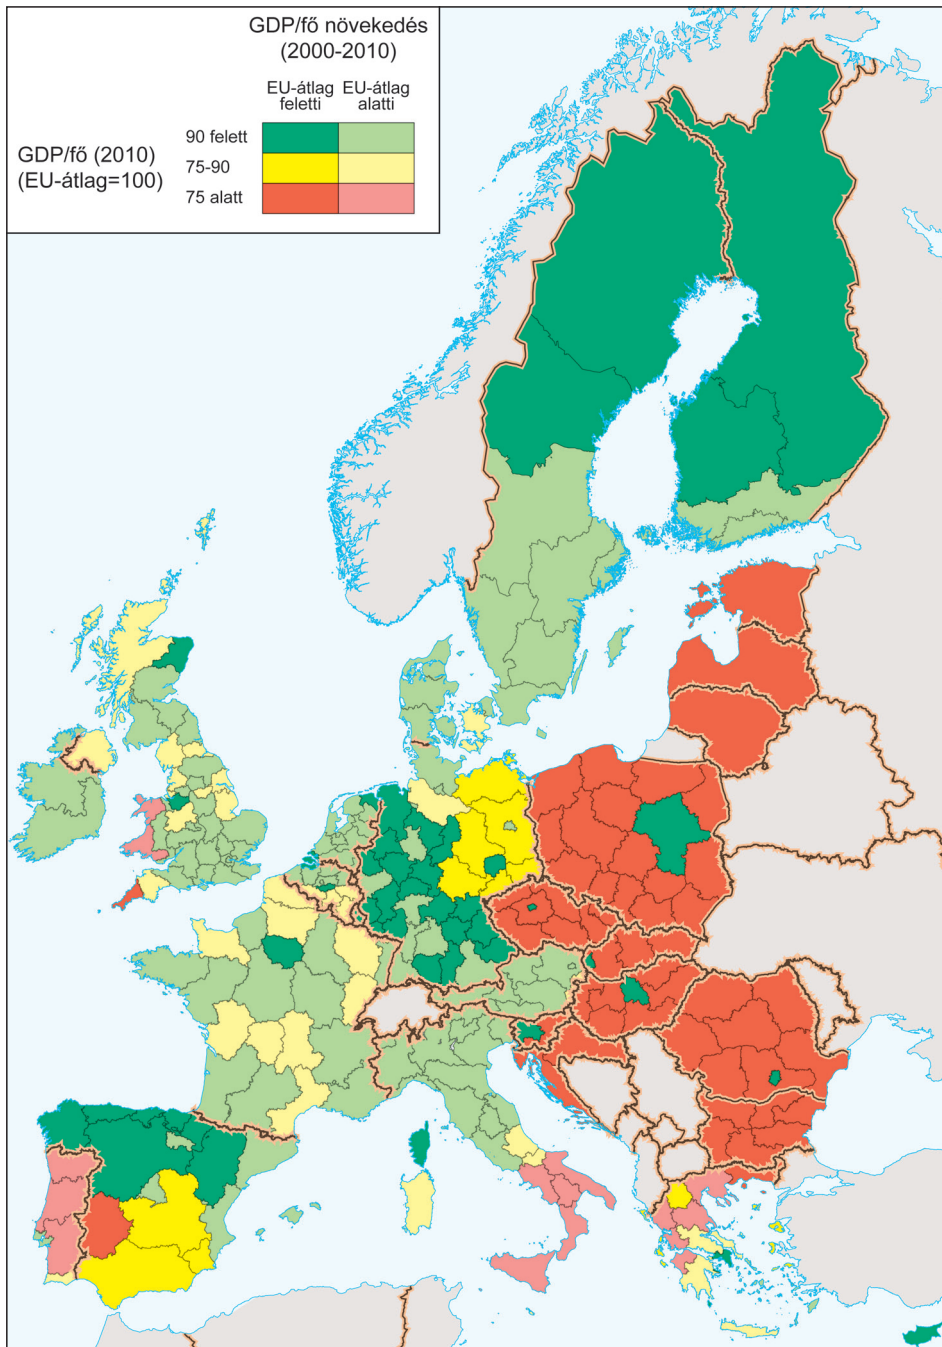 GDP/fő növekedés
(2000-2010)
EU-átlag feletti
EU-átlag alatti
GDP/fő (2010)
(EU-átlag=100)
90 felett
75-90
75 alatt